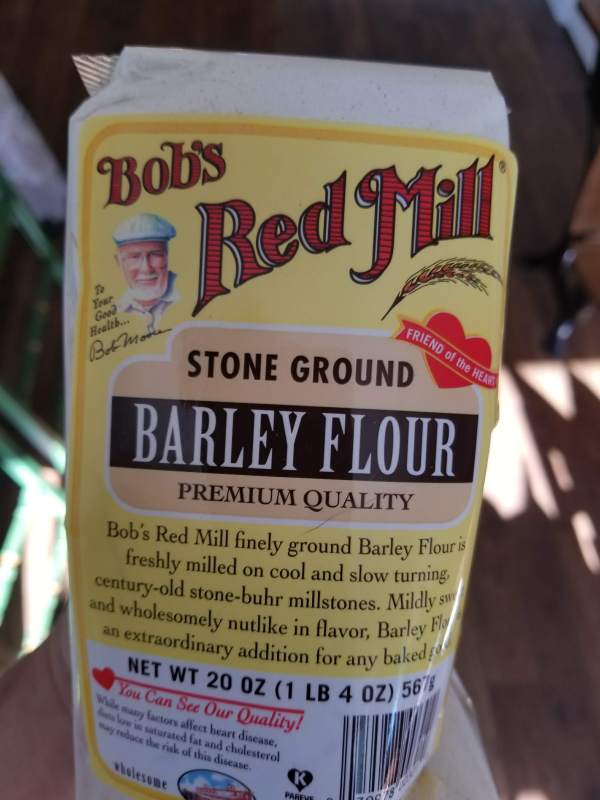 Bob's
Red Mill®
To
Your
Good
Health...
Bob Moore
FRIEND of the HEART
STONE GROUND
BARLEY FLOUR
PREMIUM QUALITY
Bob's Red Mill finely ground Barley Flour is
freshly milled on cool and slow turning,
century-old stone-buhr millstones. Mildly
and wholesomely nutlike in flavor, Barley
an extraordinary addition for any baked
NET WT 20 OZ (1 LB 4 OZ) 567g
You Can See Our Quality!
While many factors affect heart disease,
diets low in saturated fat and cholesterol
may reduce the risk of this disease.
wholesome
K
PAREVE